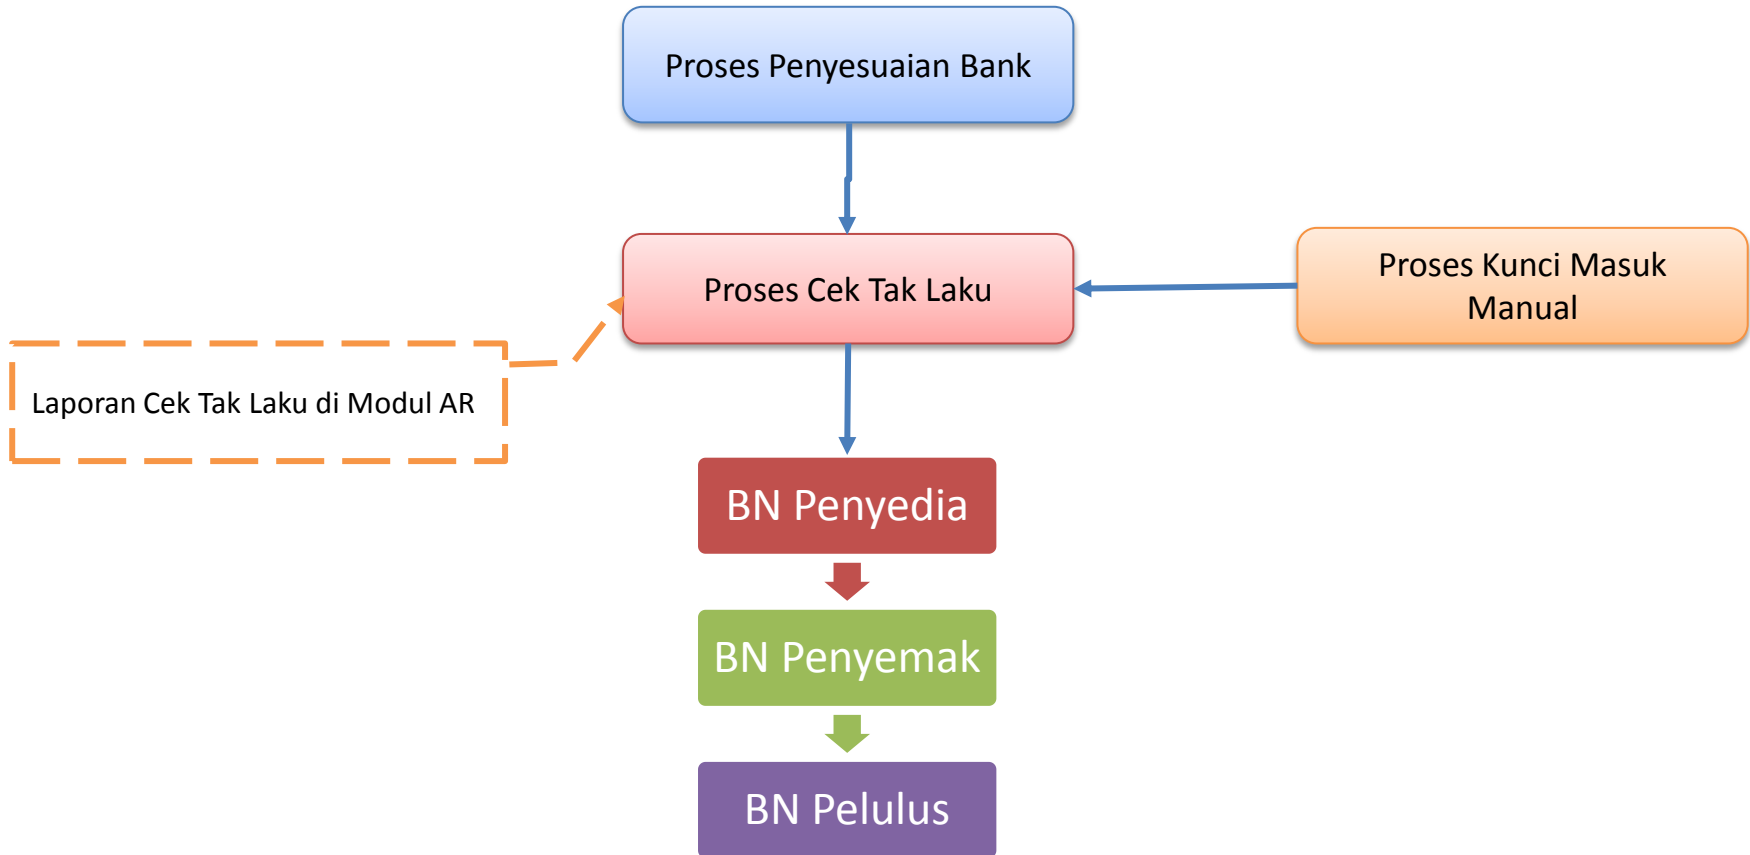 Proses Penyesuaian Bank
Proses Cek Tak Laku
Proses Kunci Masuk
Manual
Laporan Cek Tak Laku di Modul AR
BN Penyedia
BN Penyemak
BN Pelulus